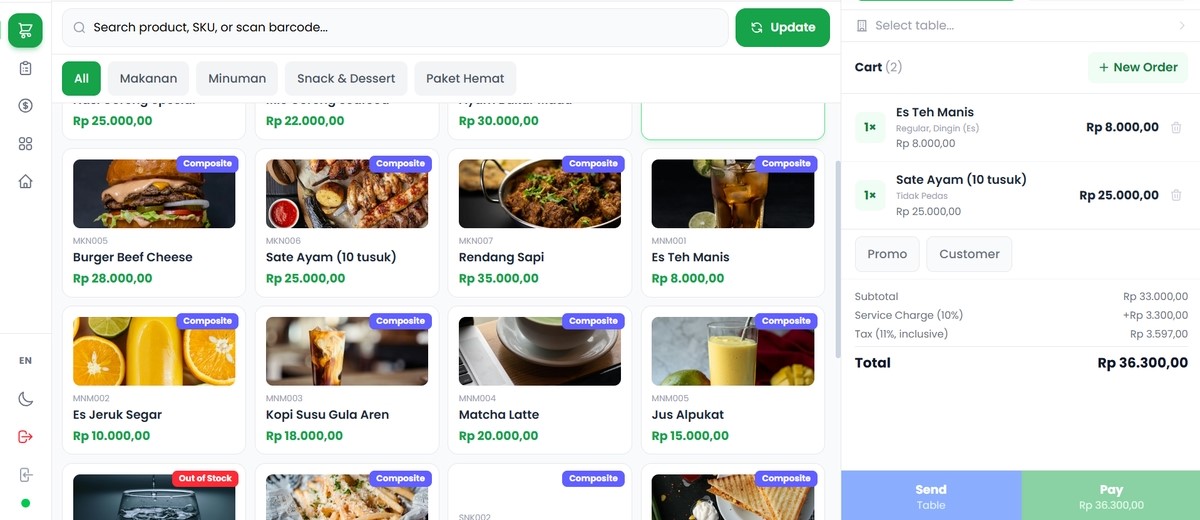 Search product, SKU, or scan barcode...
Update
All
Makanan
Minuman
Snack & Dessert
Paket Hemat
Rp 25.000,00
Rp 22.000,00
Rp 30.000,00
Composite
MKN005
Burger Beef Cheese
Rp 28.000,00
Composite
MKN006
Sate Ayam (10 tusuk)
Rp 25.000,00
Composite
MKN007
Rendang Sapi
Rp 35.000,00
Composite
MNM001
Es Teh Manis
Rp 8.000,00
Composite
MNM002
Es Jeruk Segar
Rp 10.000,00
Composite
MNM003
Kopi Susu Gula Aren
Rp 18.000,00
Composite
MNM004
Matcha Latte
Rp 20.000,00
Composite
MNM005
Jus Alpukat
Rp 15.000,00
Out of Stock
Composite
Composite
SNK002
Composite
EN
Select table...
Cart (2)
+ New Order
1×
Es Teh Manis
Regular, Dingin (Es)
Rp 8.000,00
Rp 8.000,00
1×
Sate Ayam (10 tusuk)
Tidak Pedas
Rp 25.000,00
Rp 25.000,00
Promo
Customer
Subtotal Rp 33.000,00
Service Charge (10%) +Rp 3.300,00
Tax (11%, inclusive) Rp 3.597,00
Total Rp 36.300,00
Send
Table
Pay
Rp 36.300,00